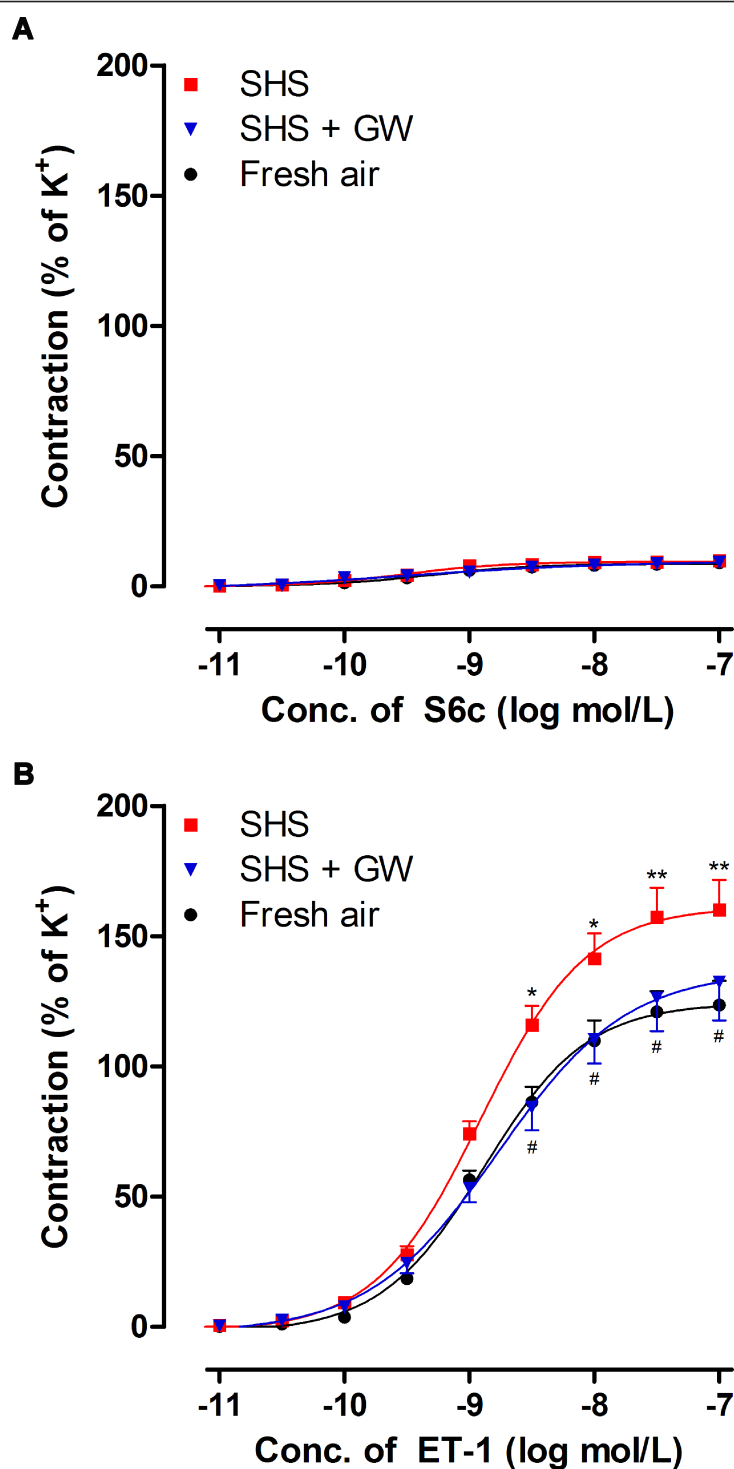 A
200
150
100
50
0
Contraction (% of K⁺)
SHS
SHS + GW
Fresh air
-11 -10 -9 -8 -7
Conc. of S6c (log mol/L)
B
200
150
100
50
0
Contraction (% of K⁺)
SHS
SHS + GW
Fresh air
* * ** **
# # # #
-11 -10 -9 -8 -7
Conc. of ET-1 (log mol/L)